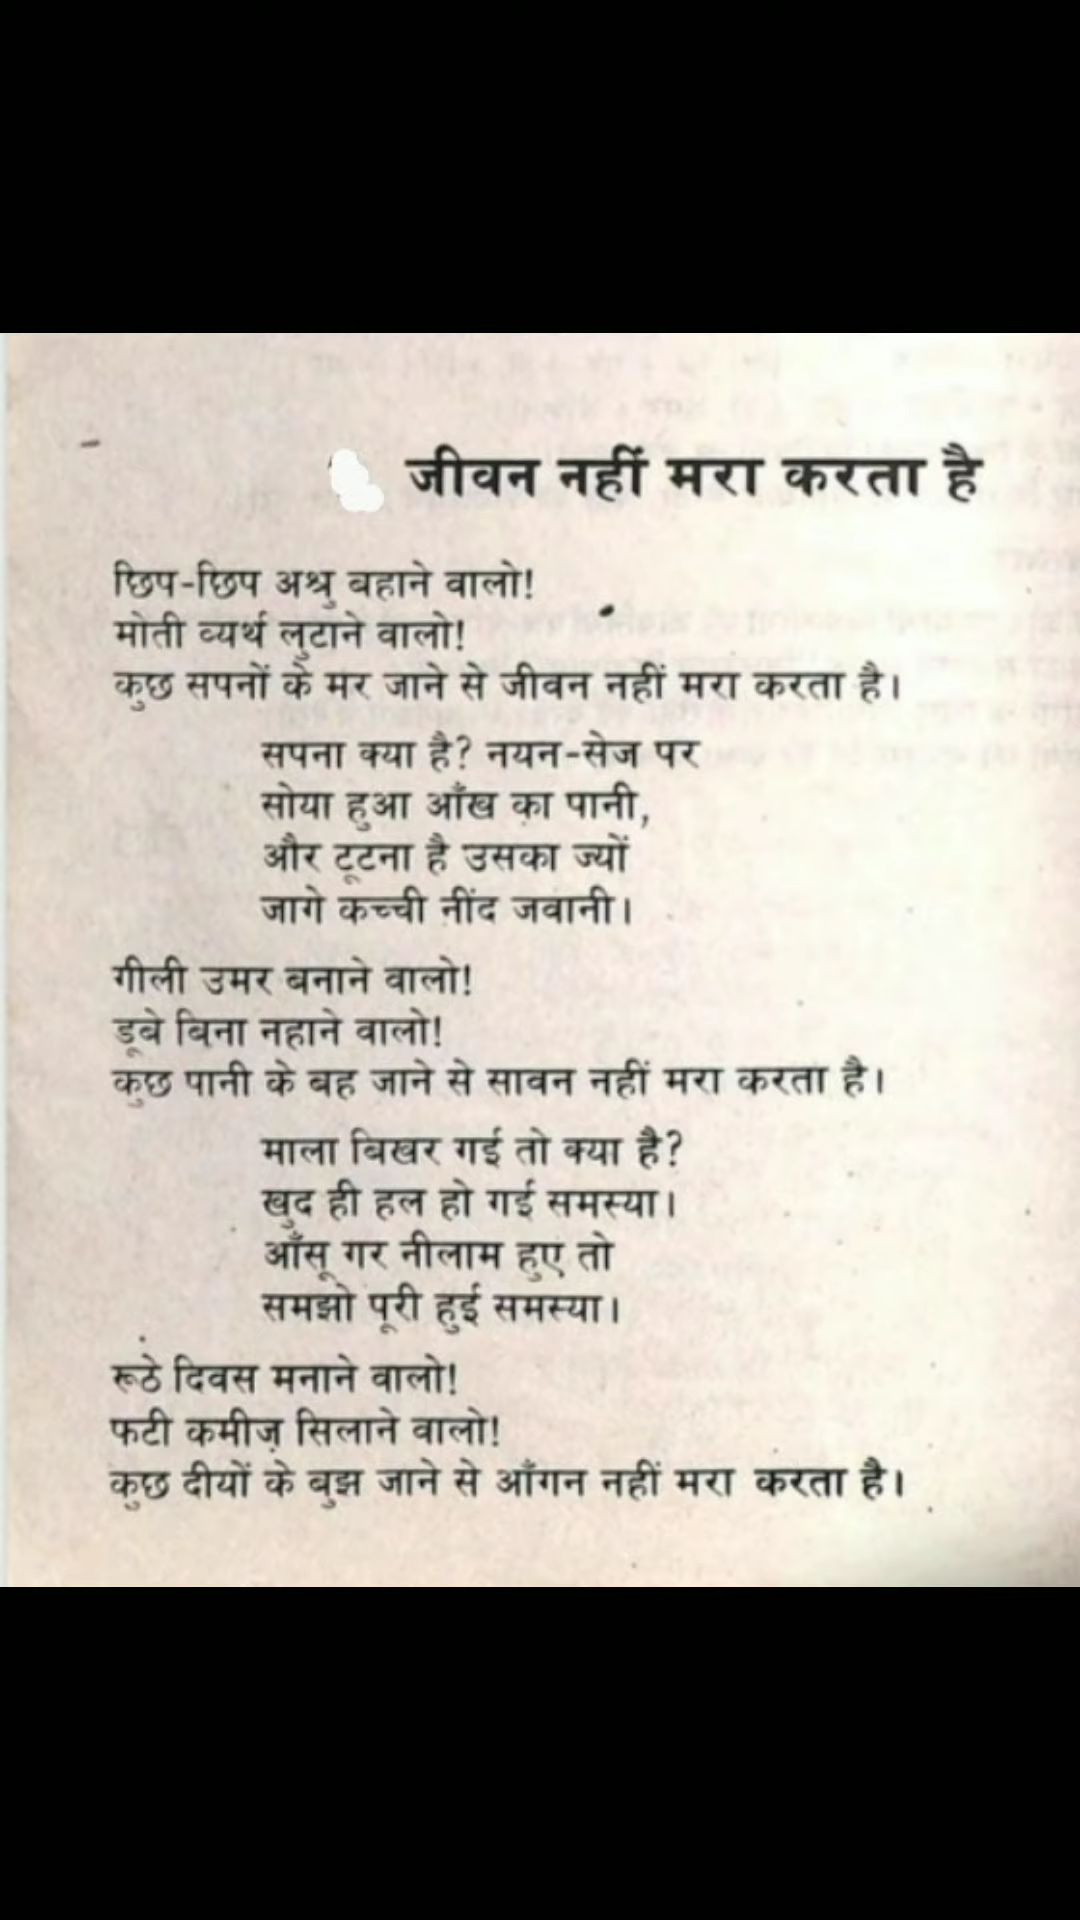 जीवन नहीं मरा करता है
छिप-छिप अश्रु बहाने वालो!
मोती व्यर्थ लुटाने वालो!
कुछ सपनों के मर जाने से जीवन नहीं मरा करता है।
सपना क्या है? नयन-सेज पर
सोया हुआ आँख का पानी,
और टूटना है उसका ज्यों
जागे कच्ची नींद जवानी।
गीली उमर बनाने वालो!
डूबे बिना नहाने वालो!
कुछ पानी के बह जाने से सावन नहीं मरा करता है।
माला बिखर गई तो क्या है?
खुद ही हल हो गई समस्या।
आँसू गर नीलाम हुए तो
समझो पूरी हुई समस्या।
रूठे दिवस मनाने वालो!
फटी कमीज़ सिलाने वालो!
कुछ दीयों के बुझ जाने से आँगन नहीं मरा करता है।